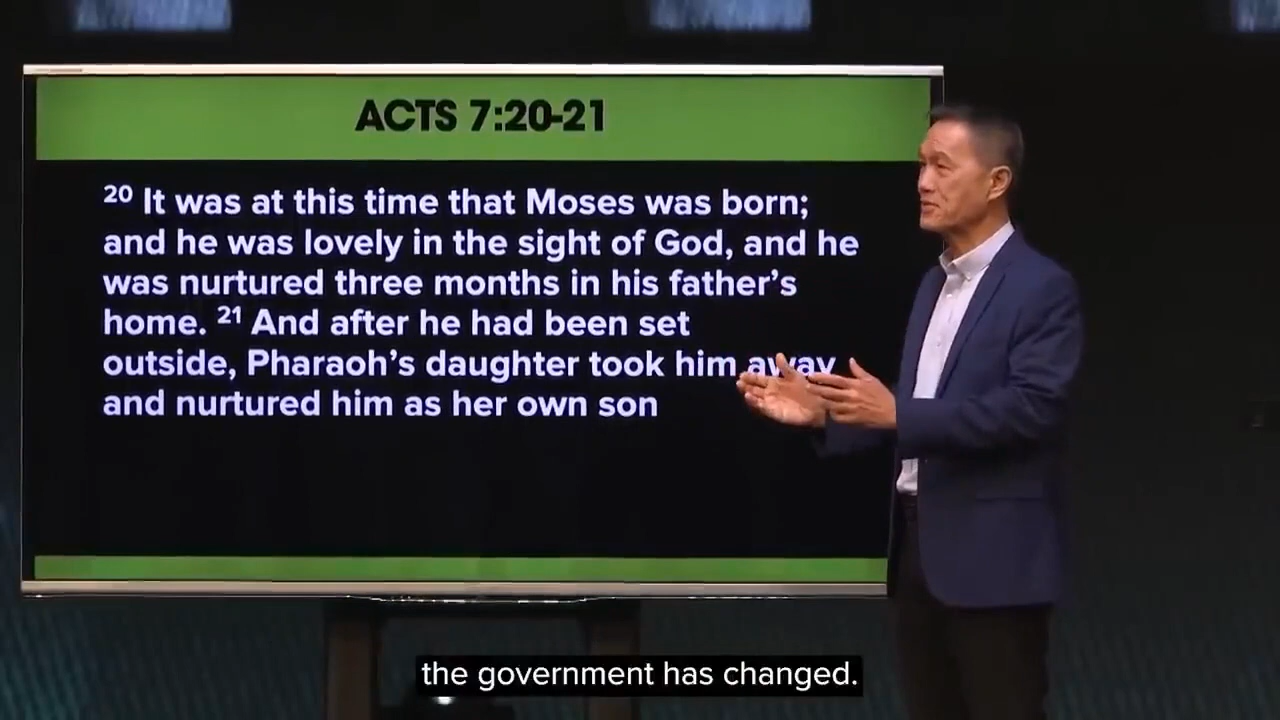 ACTS 7:20-21
20 It was at this time that Moses was born;
and he was lovely in the sight of God, and he
was nurtured three months in his father’s
home. 21 And after he had been set
outside, Pharaoh’s daughter took him away
and nurtured him as her own son
the government has changed.